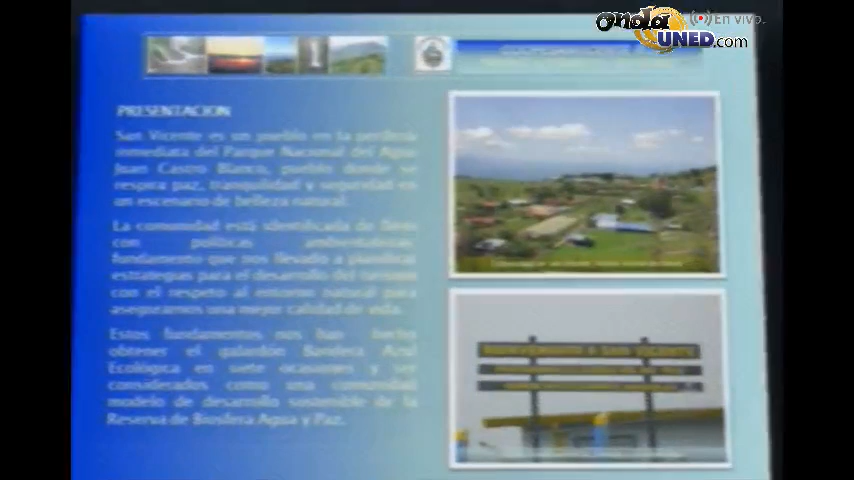 onda UNED.com
En vivo.
PRESENTACION
San Vicente es un pueblo en la periferia
inmediata del Parque Nacional del Agua
Juan Castro Blanco, pueblo donde se
respira paz, tranquilidad y seguridad en
un escenario de belleza natural.
La comunidad está identificada de lleno
con políticas ambientalistas,
fundamento que nos llevado a planificar
estrategias para el desarrollo del turismo
con el respeto al entorno natural para
asegurarnos una mejor calidad de vida.
Estos fundamentos nos han hecho
obtener el galardón Bandera Azul
Ecológica en siete ocasiones y ser
considerados como una comunidad
modelo de desarrollo sostenible de la
Reserva de Biosfera Agua y Paz.
A SAN VICENTE